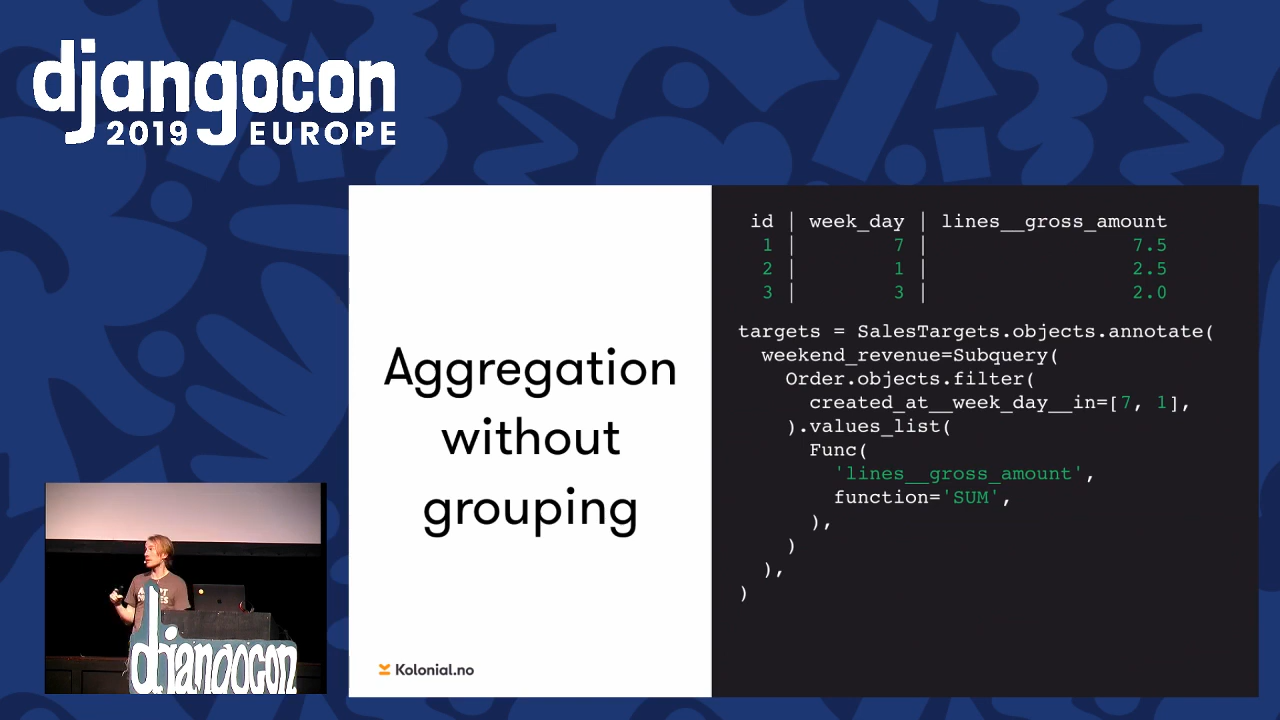 djangocon
2019 EUROPE
Aggregation
without
grouping
Kolonial.no
id | week_day | lines__gross_amount
1 | 7 | 7.5
2 | 1 | 2.5
3 | 3 | 2.0
targets = SalesTargets.objects.annotate(
  weekend_revenue=Subquery(
    Order.objects.filter(
      created_at__week_day__in=[7, 1],
    ).values_list(
      Func(
        'lines__gross_amount',
        function='SUM',
      ),
    )
  ),
)
djangocon